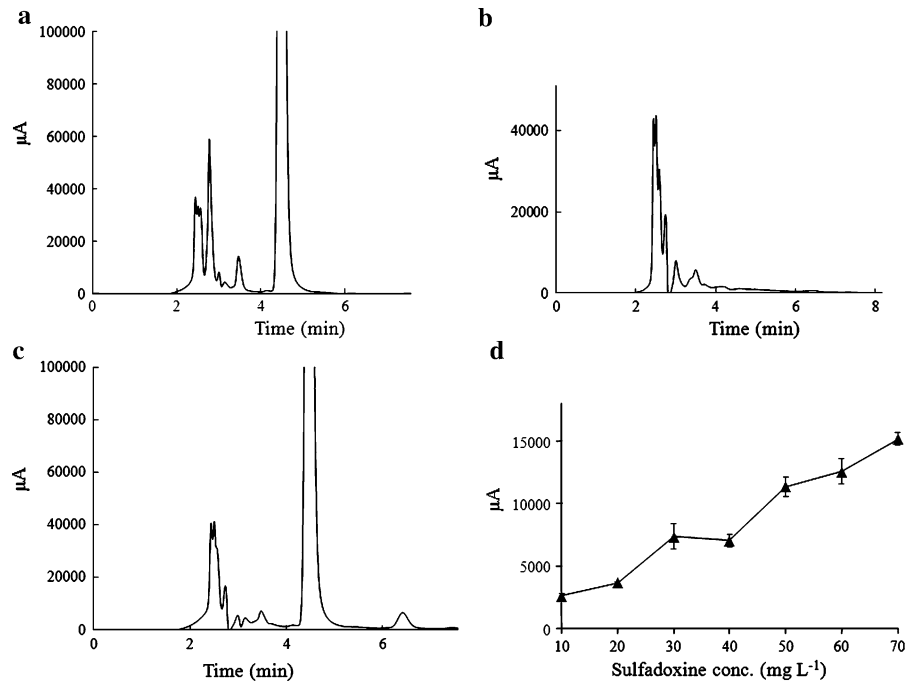 a
100000
80000
60000
40000
20000
0
µA
0 2 4 6
Time (min)
b
40000
20000
0
µA
0 2 4 6 8
Time (min)
c
100000
80000
60000
40000
20000
0
µA
0 2 4 6
Time (min)
d
15000
10000
5000
0
µA
10 20 30 40 50 60 70
Sulfadoxine conc. (mg L⁻¹)